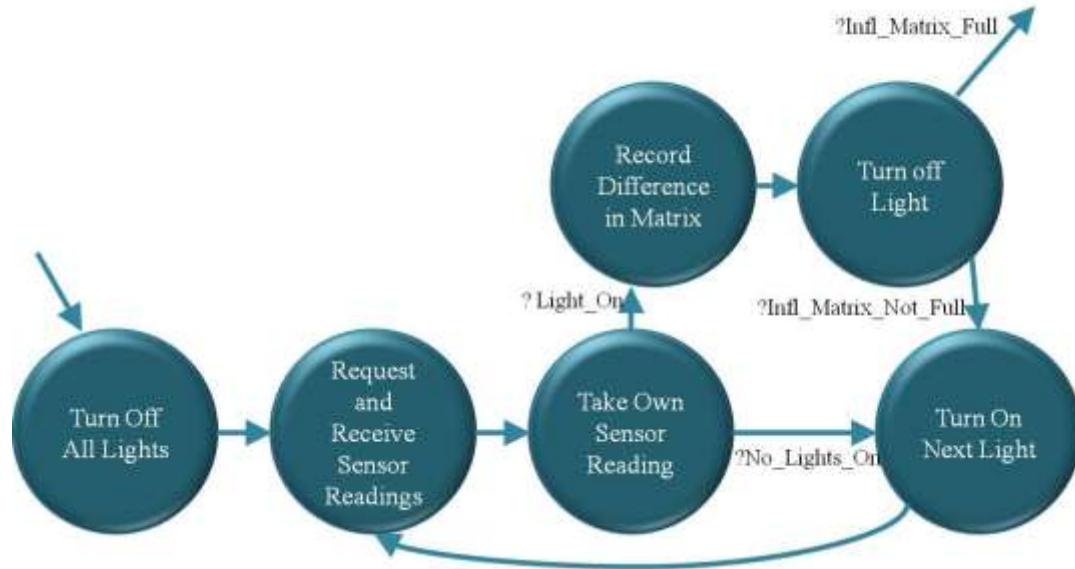 ?Infl_Matrix_Full
Record
Difference
in Matrix
Turn off
Light
? Light_On
?Infl_Matrix_Not_Full
Turn Off
All Lights
Request
and
Receive
Sensor
Readings
Take Own
Sensor
Reading
?No_Lights_On
Turn On
Next Light